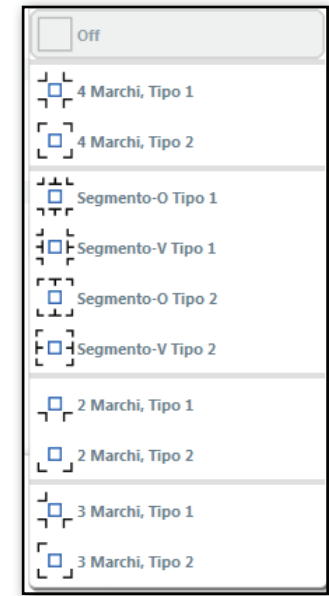 Off
4 Marchi, Tipo 1
4 Marchi, Tipo 2
Segmento-O Tipo 1
Segmento-V Tipo 1
Segmento-O Tipo 2
Segmento-V Tipo 2
2 Marchi, Tipo 1
2 Marchi, Tipo 2
3 Marchi, Tipo 1
3 Marchi, Tipo 2